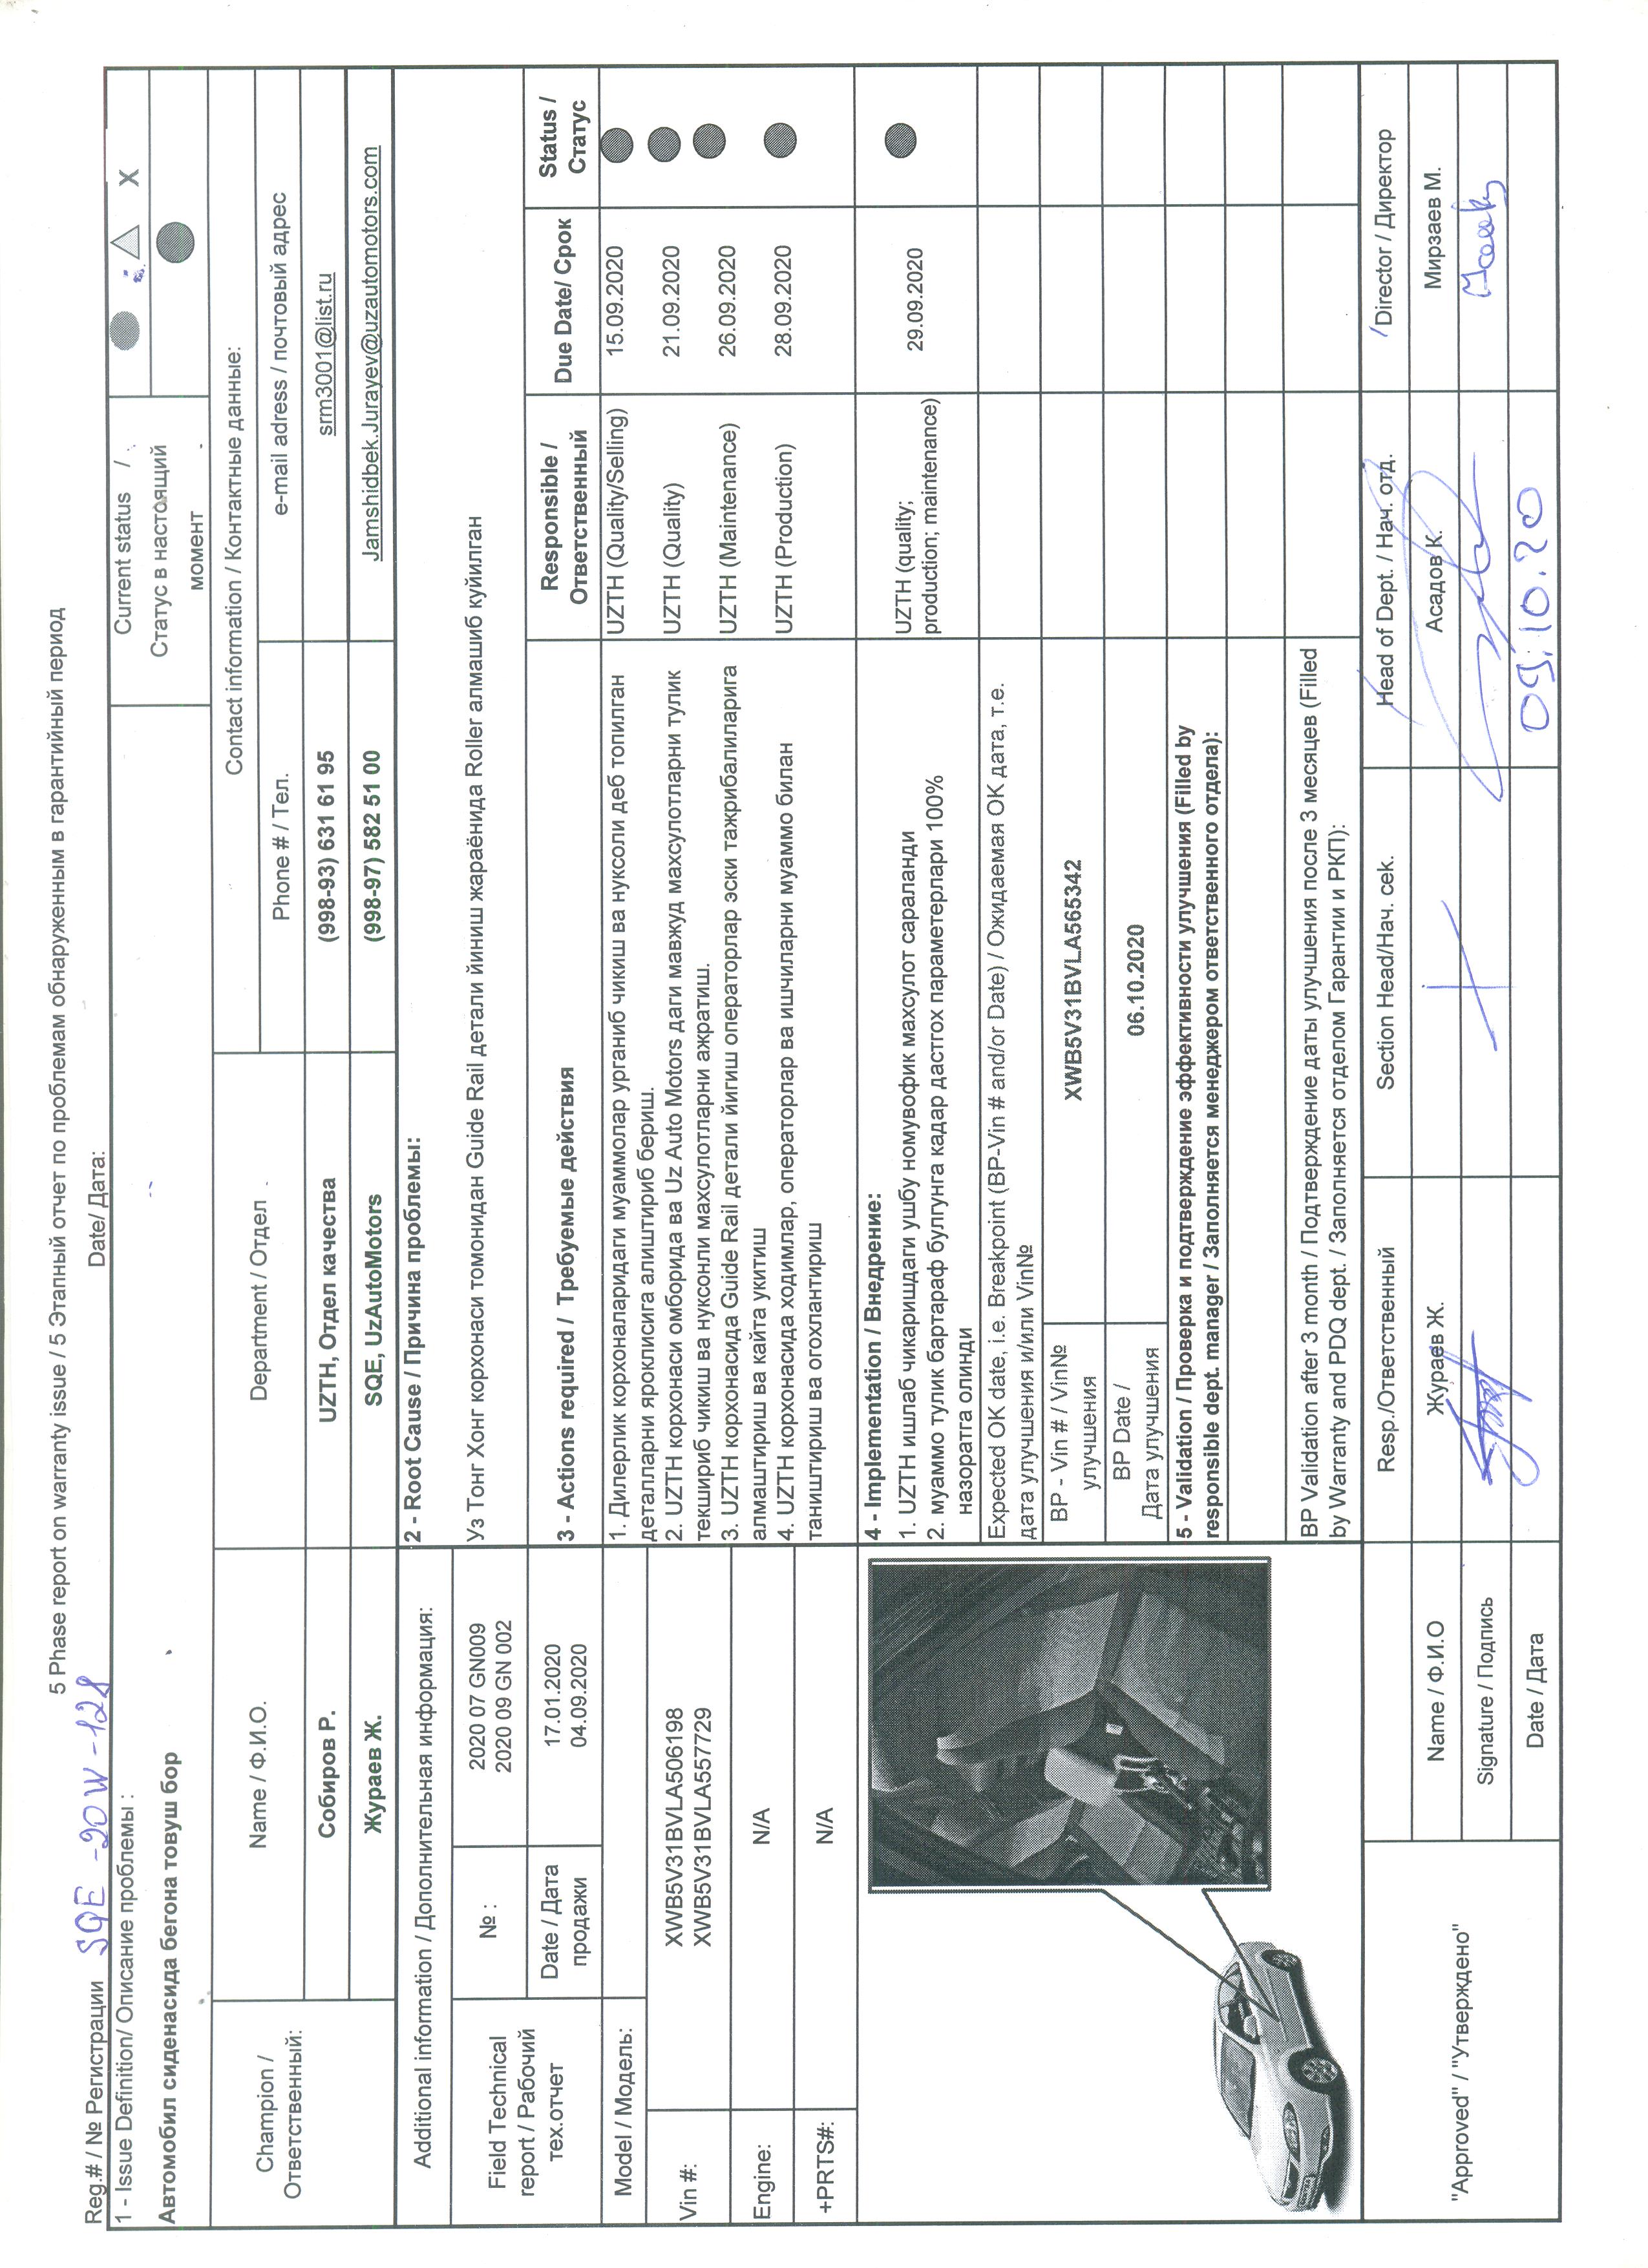 5 Phase report on warranty issue / 5 Этапный отчет по проблемам обнаруженным в гарантийный период
Reg.# / № Регистрации SQE-20W-128
Date/ Дата:
1 - Issue Definition/ Описание проблемы :
Автомобил сиденасида бегона товуш бор
Current status /
Статус в настоящий
момент
X
Champion /
Ответственный:
Name / Ф.И.О.
Department / Отдел
Contact information / Контактные данные:
Phone # / Тел.
e-mail adress / почтовый адрес
Собиров Р.
UZTH, Отдел качества
(998-93) 631 61 95
srm3001@list.ru
Жураев Ж.
SQE, UzAutoMotors
(998-97) 582 51 00
Jamshidbek.Jurayev@uzautomotors.com
Additional information / Дополнительная информация:
Field Technical
report / Рабочий
тех.отчет
№ :
2020 07 GN009
2020 09 GN 002
Date / Дата
продажи
17.01.2020
04.09.2020
Model / Модель:
Vin #:
XWB5V31BVLA506198
XWB5V31BVLA557729
Engine:
N/A
+PRTS#:
N/A
2 - Root Cause / Причина проблемы:
Уз Тонг Хонг корхонаси томонидан Guide Rail детали йиниш жараёнида Roller алмашиб куйилган
3 - Actions required / Требуемые действия
Responsible /
Ответственный
Due Date/ Срок
Status /
Статус
1. Дилерлик корхоналаридаги муаммолар урганиб чикиш ва нуксоли деб топилган
деталларни яроклисига алиштириб бериш.
UZTH (Quality/Selling)
15.09.2020
2. UZTH корхонаси омборида ва Uz Auto Motors даги мавжуд махсулотларни тулик
текшириб чикиш ва нуксонли махсулотларни ажратиш.
UZTH (Quality)
21.09.2020
3. UZTH корхонасида Guide Rail детали йигиш операторлар эски тажрибалиларига
алмаштириш ва кайта укитиш
UZTH (Maintenance)
26.09.2020
4. UZTH корхонасида ходимлар, операторлар ва ишчиларни муаммо билан
таништириш ва огохлантириш
UZTH (Production)
28.09.2020
4 - Implementation / Внедрение:
1. UZTH ишлаб чикаришдаги ушбу номувофик махсулот сараланди
2. муаммо тулик бартараф булгунга кадар дастгох параметерлари 100%
назоратга олинди
UZTH (quality;
production; maintenance)
29.09.2020
Expected OK date, i.e. Breakpoint (BP-Vin # and/or Date) / Ожидаемая ОК дата, т.е.
дата улучшения и/или Vin№
BP - Vin # / Vin№
улучшения
XWB5V31BVLA565342
BP Date /
Дата улучшения
06.10.2020
5 - Validation / Проверка и подтверждение эффективности улучшения (Filled by
responsible dept. manager / Заполняется менеджером ответственного отдела):
BP Validation after 3 month / Подтверждение даты улучшения после 3 месяцев (Filled
by Warranty and PDQ dept. / Заполняется отделом Гарантии и РКП):
"Approved" / "Утверждено"
Resp./Ответственный
Section Head/Нач. сек.
Head of Dept. / Нач. отд.
Director / Директор
Name / Ф.И.О
Жураев Ж.
Асадов К.
Мирзаев М.
Signature / Подпись
Date / Дата
09.10.20